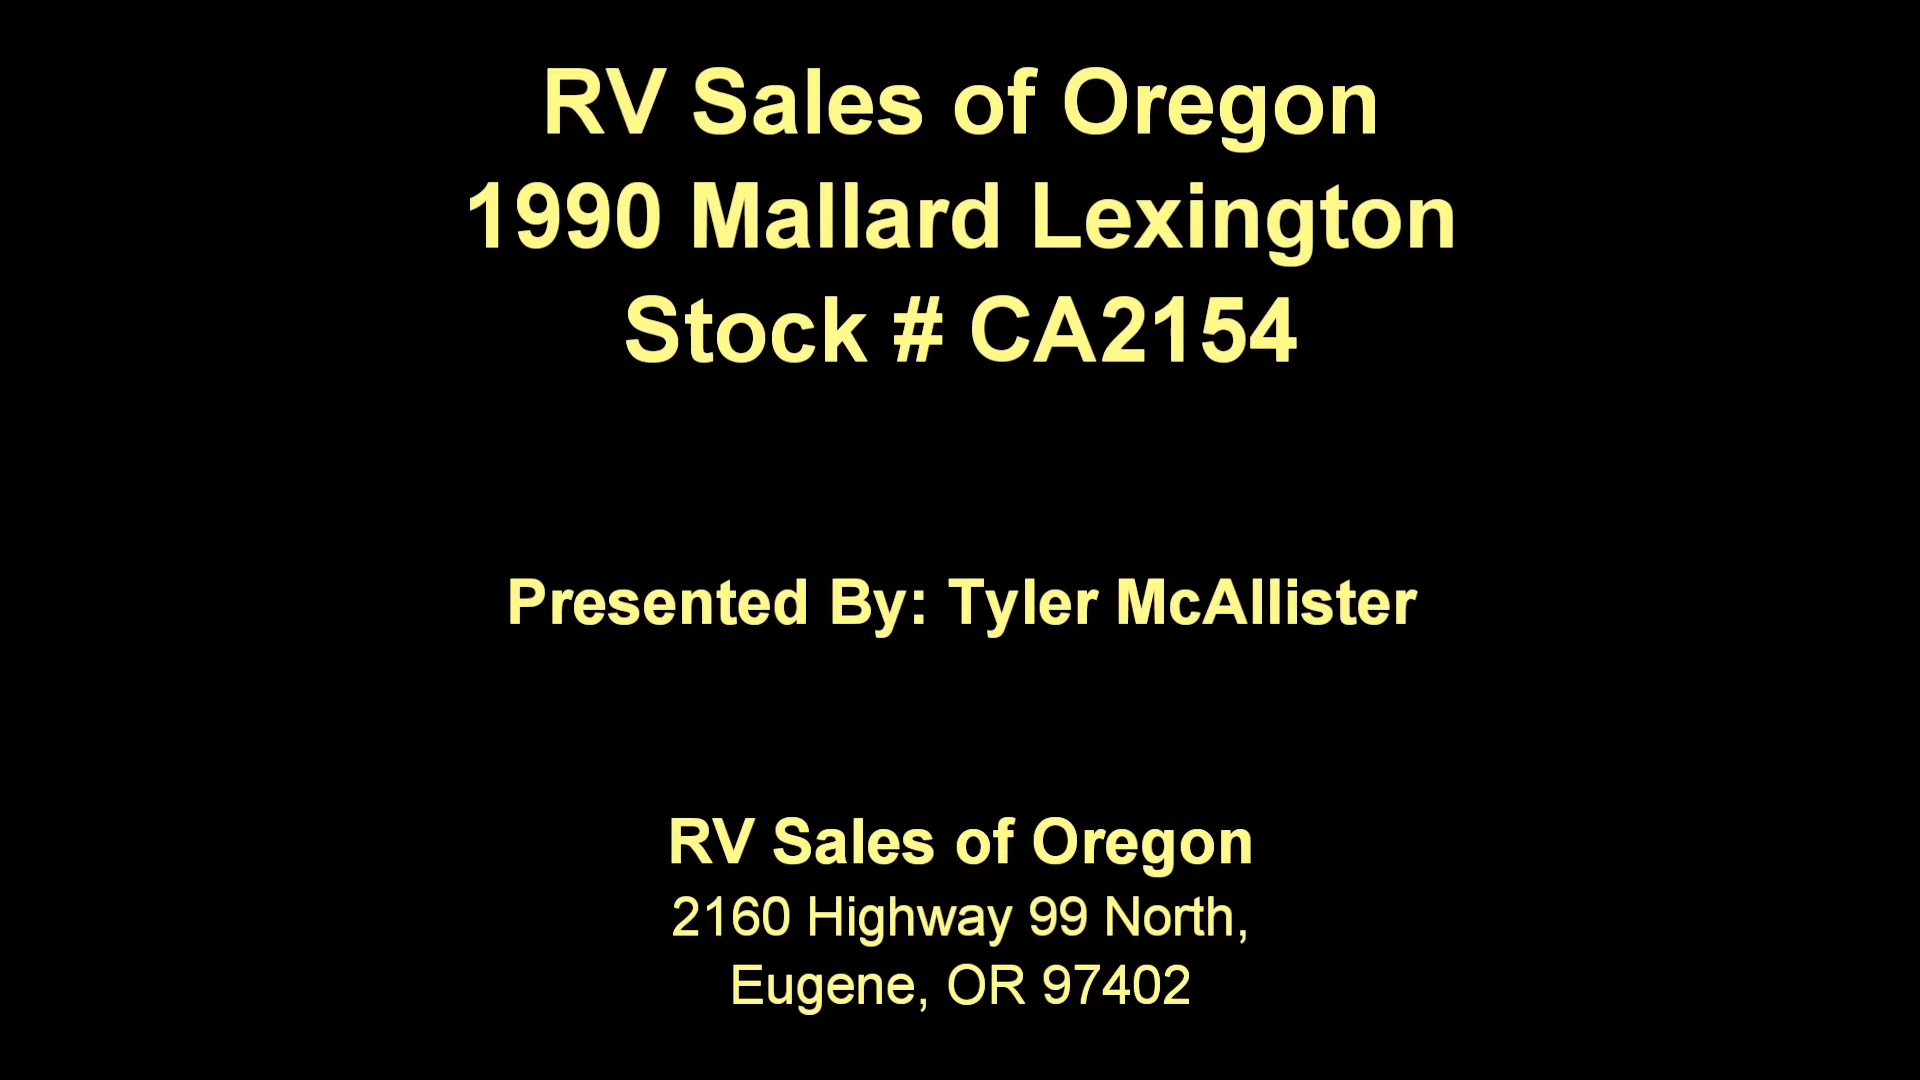 RV Sales of Oregon
1990 Mallard Lexington
Stock # CA2154
Presented By: Tyler McAllister
RV Sales of Oregon
2160 Highway 99 North,
Eugene, OR 97402